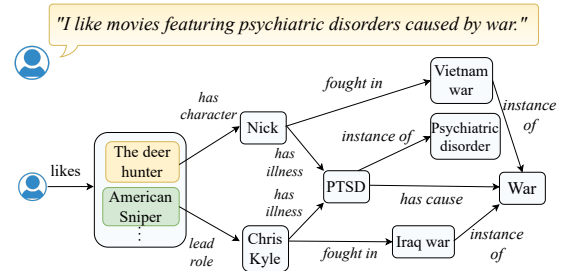 "I like movies featuring psychiatric disorders caused by war."
Vietnam
war
fought in
has
character
Nick
instance
of
instance of
Psychiatric
disorder
likes
The deer
hunter
has
illness
PTSD
has cause
War
American
Sniper
⋮
has
illness
lead
role
Chris
Kyle
fought in
Iraq war
instance
of